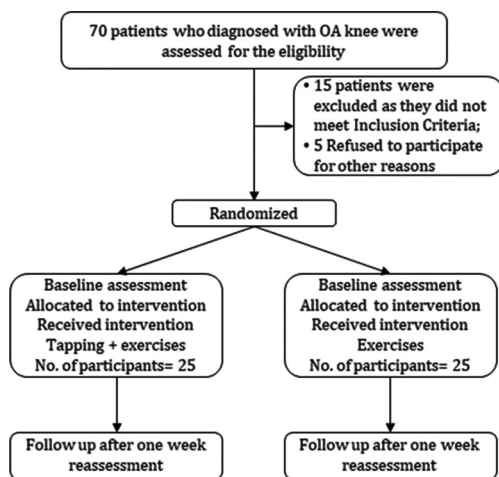 70 patients who diagnosed with OA knee were
assessed for the eligibility
• 15 patients were
excluded as they did not
meet Inclusion Criteria;
• 5 Refused to participate
for other reasons
Randomized
Baseline assessment
Allocated to intervention
Received intervention
Tapping + exercises
No. of participants= 25
Baseline assessment
Allocated to intervention
Received intervention
Exercises
No. of participants= 25
Follow up after one week
reassessment
Follow up after one week
reassessment